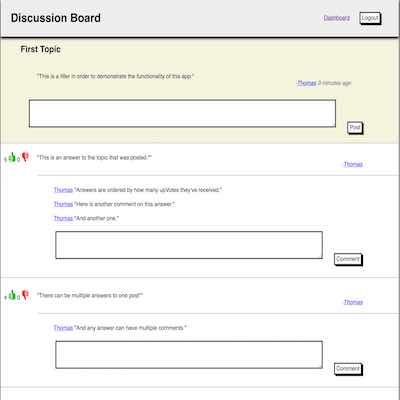 Discussion Board
Dashboard Logout
First Topic
"This is a filler in order to demonstrate the functionality of this app."
Thomas 9 minutes ago
Post
6 0 "This is an answer to the topic that was posted.""
Thomas
Thomas "Answers are ordered by how many upVotes they've received."
Thomas "Here is another comment on this answer."
Thomas "And another one."
Comment
4 0 "There can be multiple answers to one post""
Thomas
Thomas "And any answer can have multiple comments."
Comment